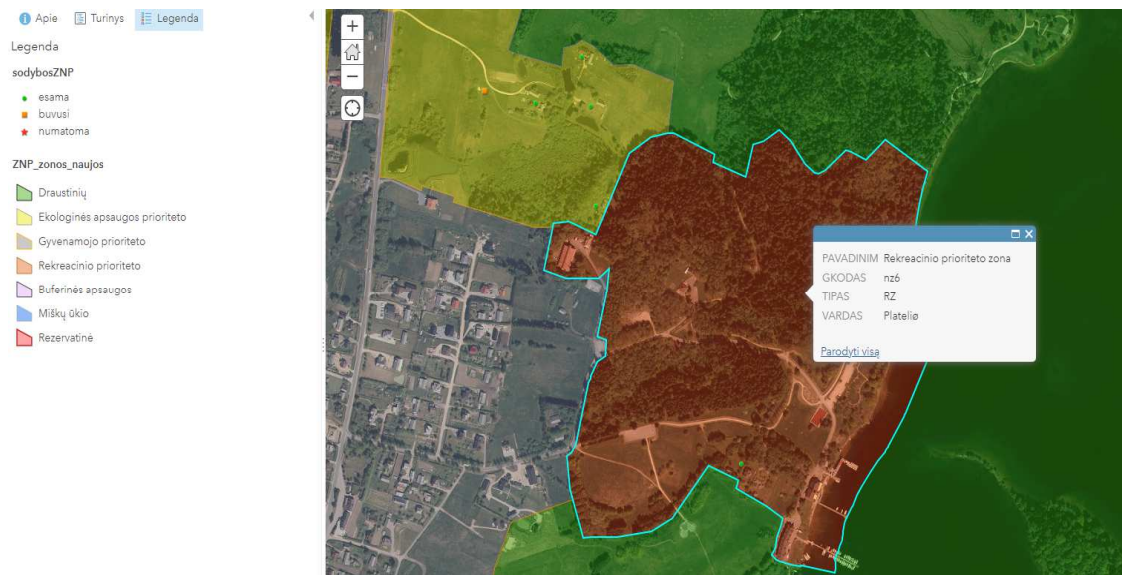 Apie
Turinys
Legenda
Legenda
sodybosZNP
esama
buvusi
numatoma
ZNP_zonos_naujos
Draustinių
Ekologinės apsaugos prioriteto
Gyvenamojo prioriteto
Rekreacinio prioriteto
Buferinės apsaugos
Miškų ūkio
Rezervatinė
+
−
PAVADINIM Rekreacinio prioriteto zona
GKODAS nz6
TIPAS RZ
VARDAS Plateliø
Parodyti visą